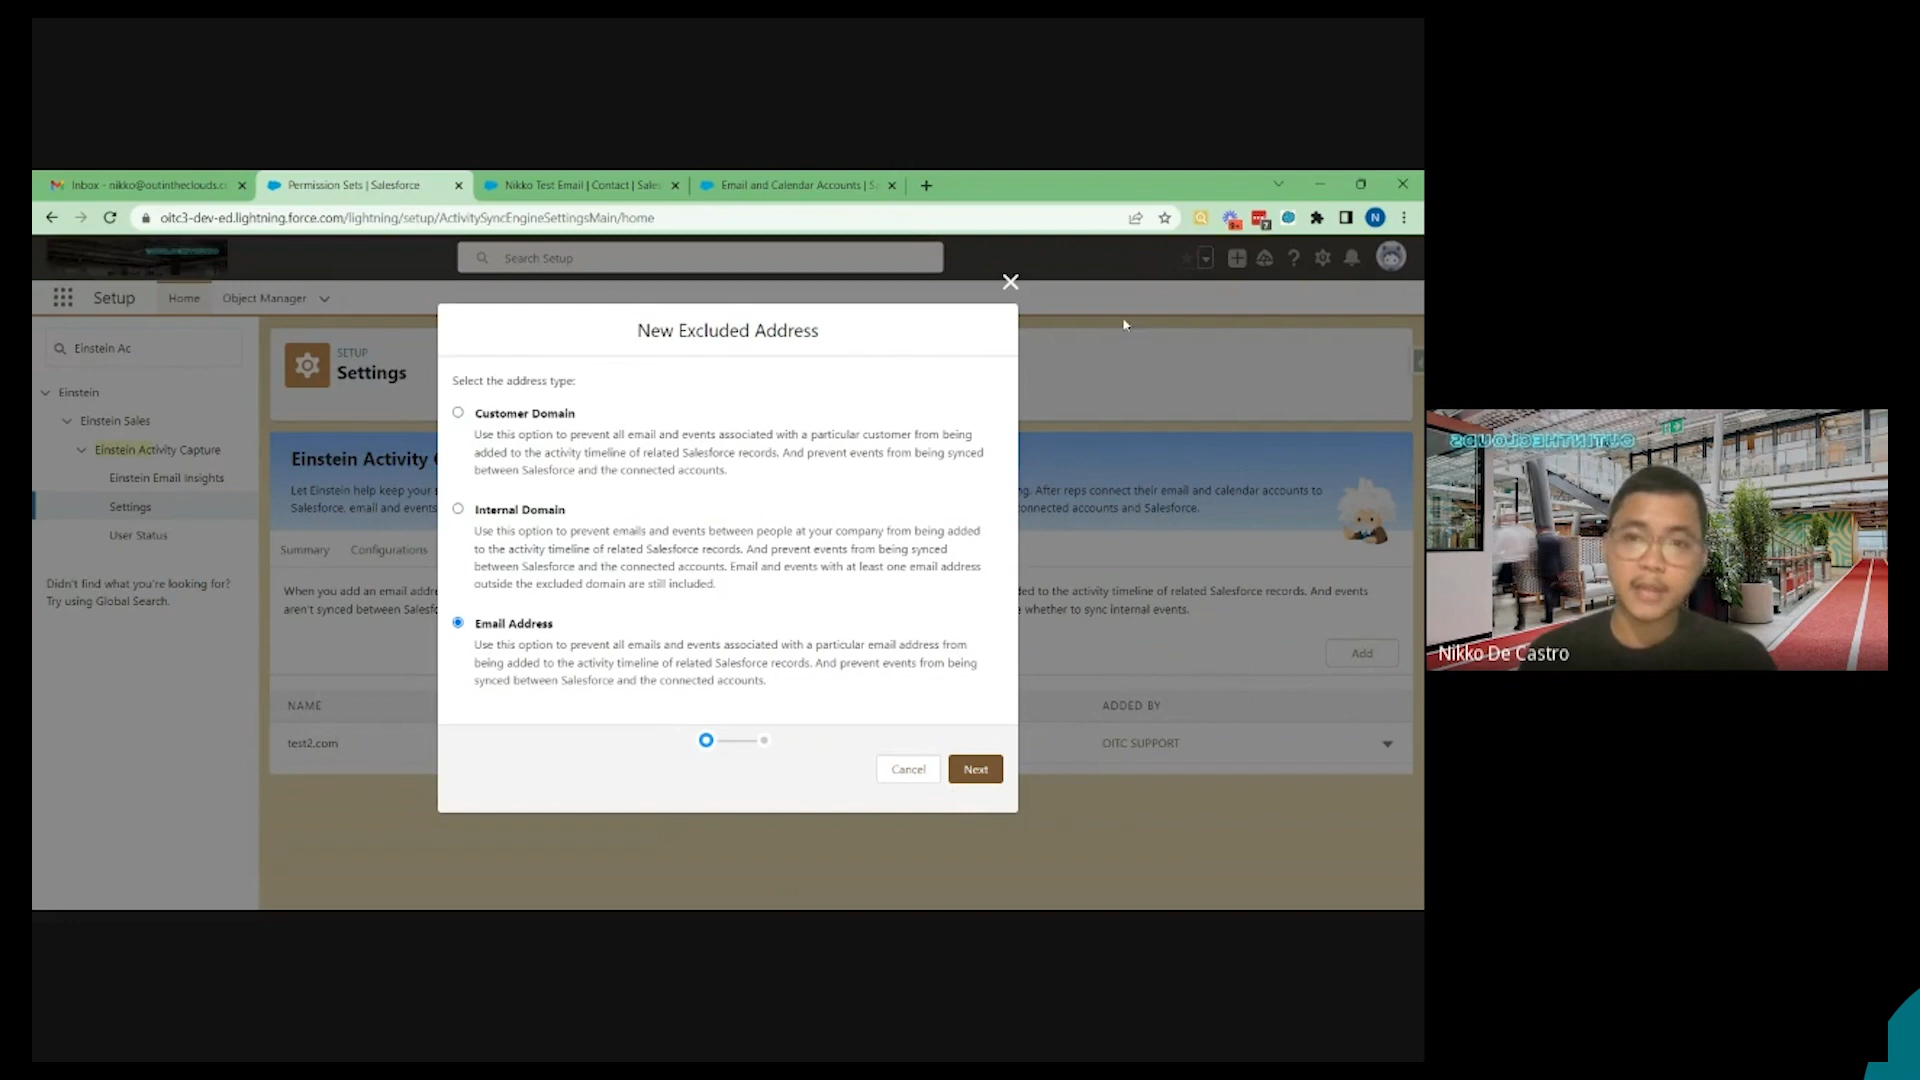 Inbox - nikko@outintheclouds.c
Permission Sets | Salesforce
Nikko Test Email | Contact | Sales
Email and Calendar Accounts | S
oitc3-dev-ed.lightning.force.com/lightning/setup/ActivitySyncEngineSettingsMain/home
N
Search Setup
Setup
Home
Object Manager
Einstein Ac
Einstein
Einstein Sales
Einstein Activity Capture
Einstein Email Insights
Settings
User Status
Didn't find what you're looking for?
Try using Global Search.
SETUP
Settings
Einstein Activity
Let Einstein help keep your
ng. After reps connect their email and calendar accounts to
Salesforce, email and events
onnected accounts and Salesforce.
Summary
Configurations
When you add an email addre
ded to the activity timeline of related Salesforce records. And events
aren't synced between Salesf
whether to sync internal events.
Add
NAME
ADDED BY
test2.com
OITC SUPPORT
New Excluded Address
Select the address type:
Customer Domain
Use this option to prevent all email and events associated with a particular customer from being
added to the activity timeline of related Salesforce records. And prevent events from being synced
between Salesforce and the connected accounts.
Internal Domain
Use this option to prevent emails and events between people at your company from being added
to the activity timeline of related Salesforce records. And prevent events from being synced
between Salesforce and the connected accounts. Email and events with at least one email address
outside the excluded domain are still included.
Email Address
Use this option to prevent all emails and events associated with a particular email address from
being added to the activity timeline of related Salesforce records. And prevent events from being
synced between Salesforce and the connected accounts.
Cancel
Next
OUTINTHECLOUDS
Nikko De Castro